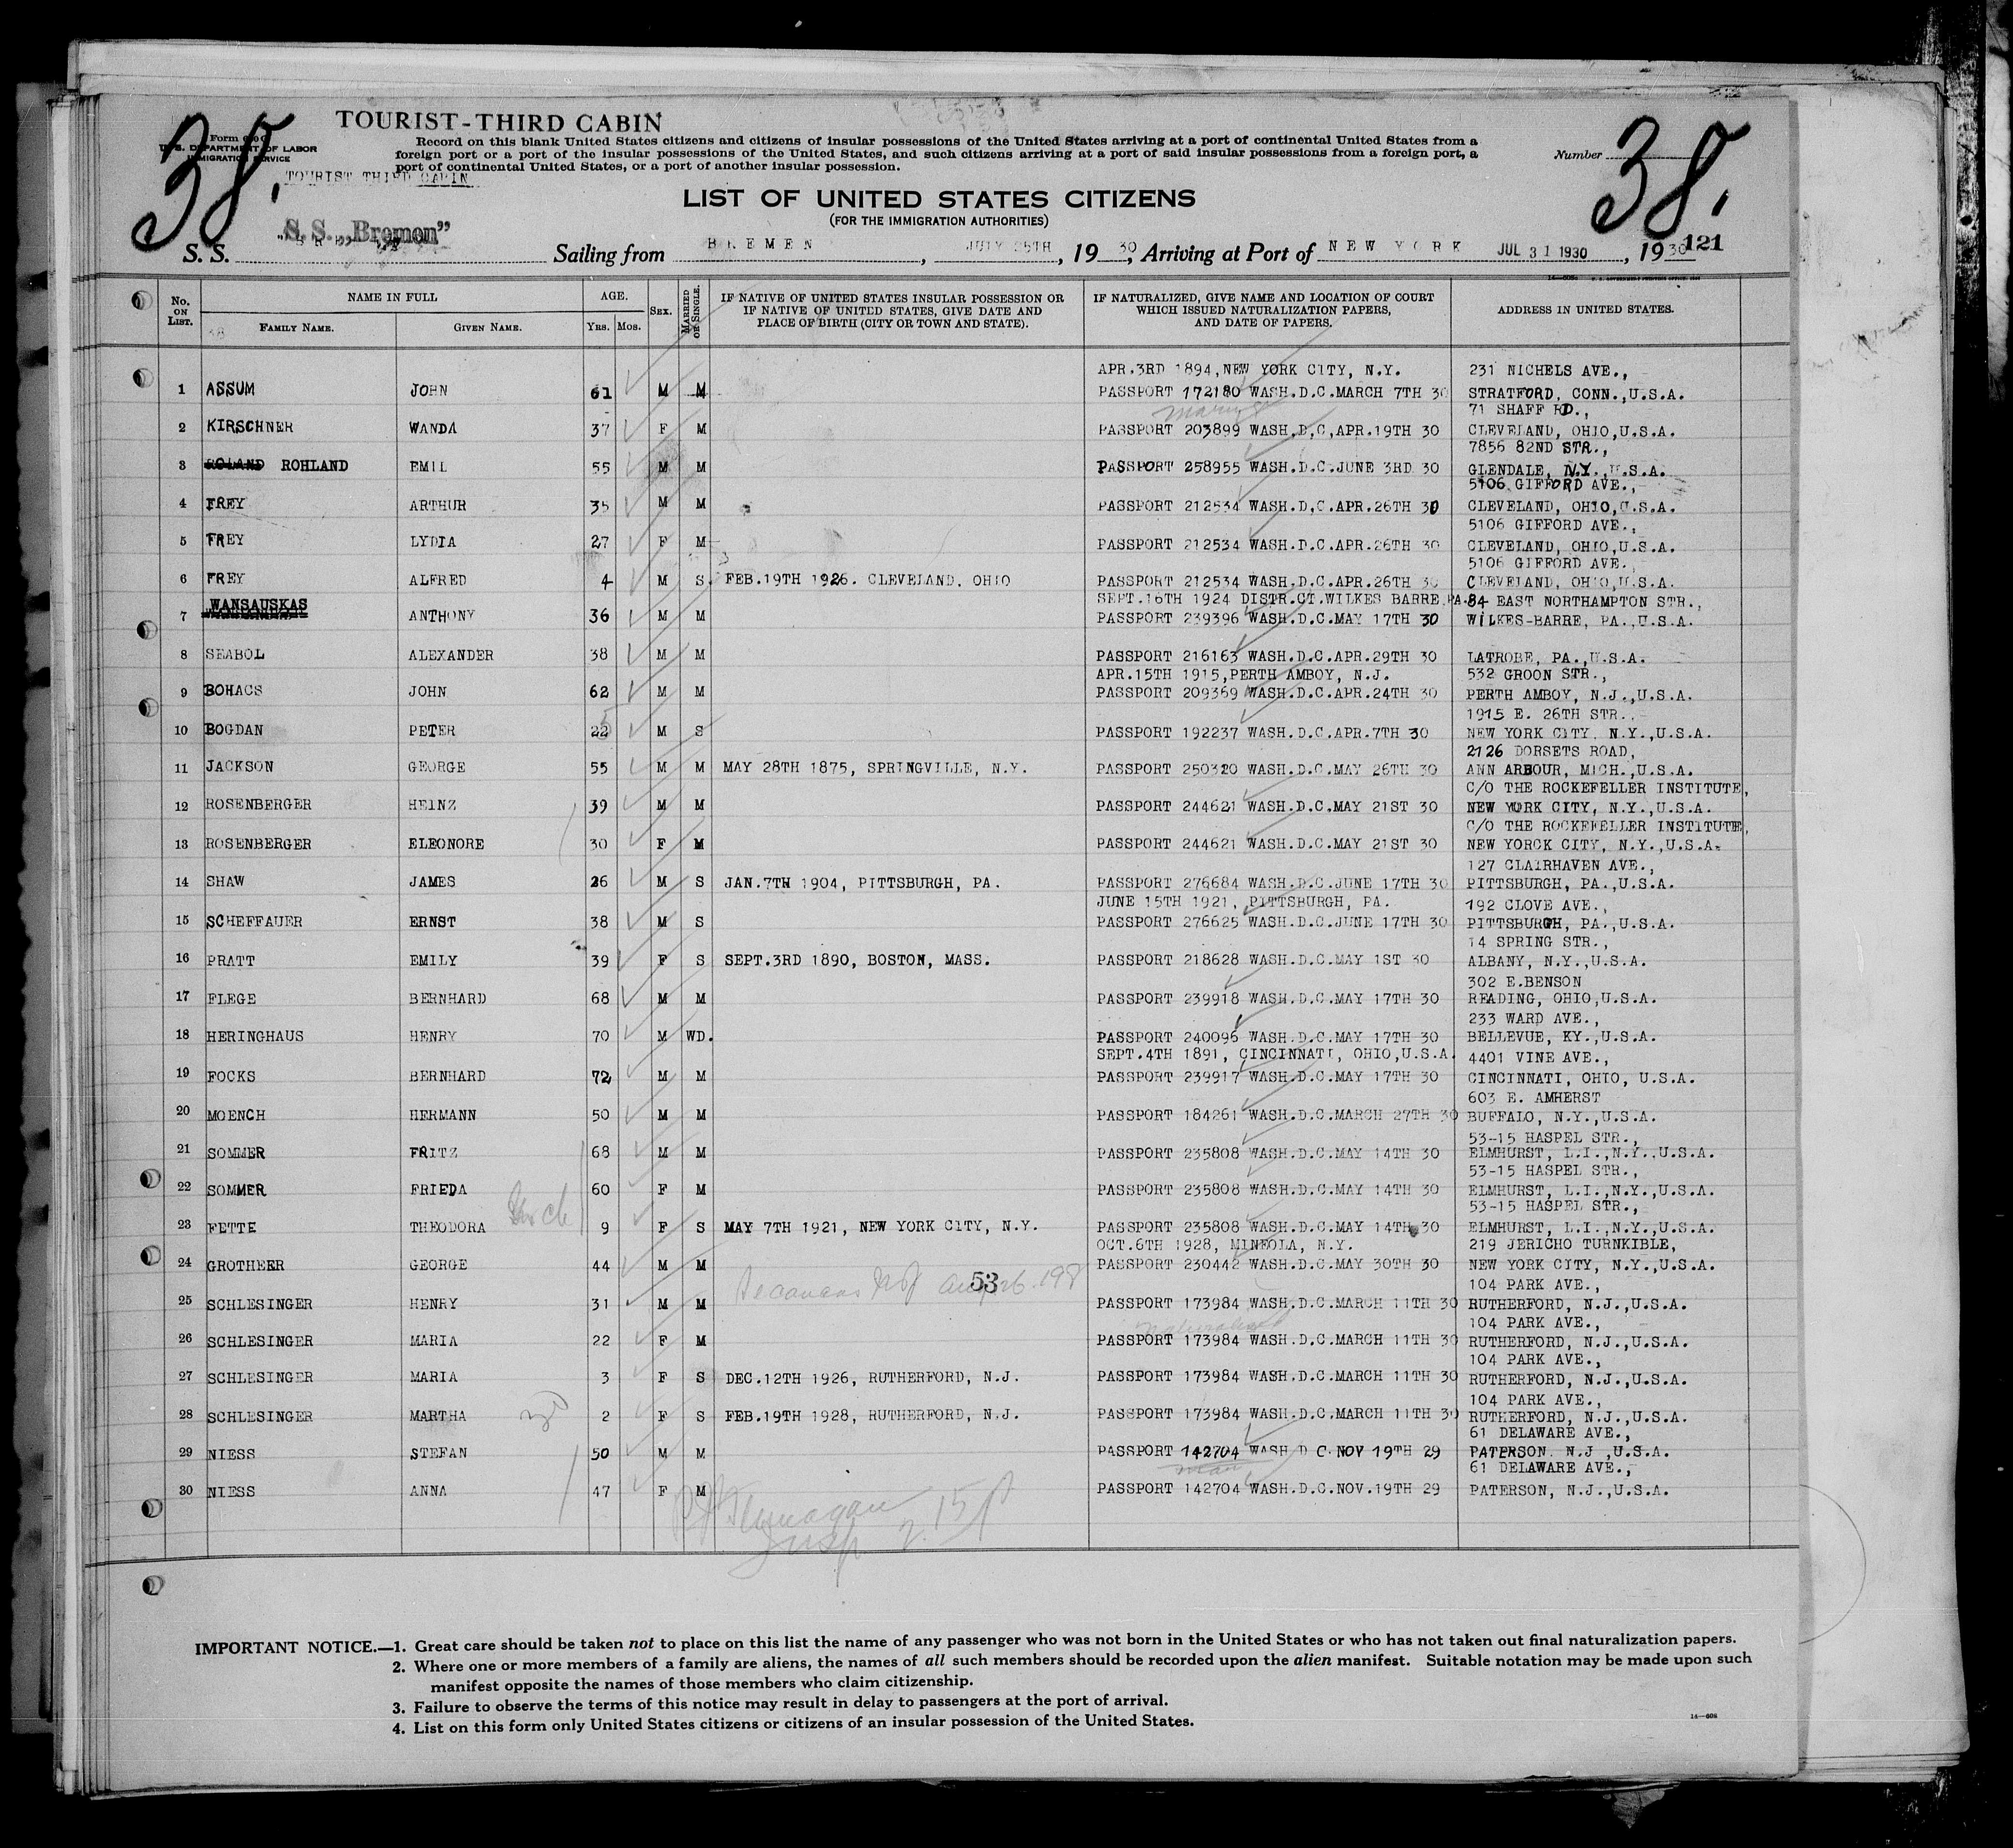 38.
TOURIST-THIRD CABIN
38.
U.S. DEPARTMENT OF LABOR
IMMIGRATION SERVICE
Record on this blank United States citizens and citizens of insular possessions of the United States arriving at a port of continental United States from a
foreign port or a port of the insular possessions of the United States, and such citizens arriving at a port of said insular possessions from a foreign port, a
port of continental United States, or a port of another insular possession.
Number
TOURIST THIRD CABIN
LIST OF UNITED STATES CITIZENS
(FOR THE IMMIGRATION AUTHORITIES)
S. S. S. S. „Bremen” Sailing from BREMEN, JULY 25TH, 1930, Arriving at Port of NEW YORK JUL 31 1930, 1930 121
No. ON LIST. NAME IN FULL AGE. SEX. MARRIED OR SINGLE. IF NATIVE OF UNITED STATES INSULAR POSSESSION OR IF NATIVE OF UNITED STATES, GIVE DATE AND PLACE OF BIRTH (CITY OR TOWN AND STATE). IF NATURALIZED, GIVE NAME AND LOCATION OF COURT WHICH ISSUED NATURALIZATION PAPERS, AND DATE OF PAPERS. ADDRESS IN UNITED STATES.
38 FAMILY NAME. GIVEN NAME. YRS. MOS.
APR.3RD 1894,NEW YORK CITY, N.Y. 231 NICHELS AVE.,
1 ASSUM JOHN 61 M M PASSPORT 172180 WASH.D.C.MARCH 7TH 30 STRATFORD, CONN.,U.S.A.
71 SHAFF RD.,
2 KIRSCHNER WANDA 37 F M PASSPORT 203899 WASH,D,C,APR.19TH 30 CLEVELAND, OHIO,U.S.A.
7856 82ND STR.,
3 ROLAND ROHLAND EMIL 55 M M PASSPORT 258955 WASH.D.C.JUNE 3RD 30 GLENDALE, N.Y.,U.S.A.
5106 GIFFORD AVE.,
4 FREY ARTHUR 35 M M PASSPORT 212534 WASH.D,C.APR.26TH 30 CLEVELAND, OHIO,U.S.A.
5106 GIFFORD AVE.,
5 FREY LYDIA 27 F M PASSPORT 212534 WASH.D.C.APR.26TH 30 CLEVELAND, OHIO,U.S.A.
5106 GIFFORD AVE.,
6 FREY ALFRED 4 M S FEB.19TH 1926. CLEVELAND, OHIO PASSPORT 212534 WASH.D.C.APR.26TH 30 CLEVELAND, OHIO,U.S.A.
WANSAUSKAS SEPT.16TH 1924 DISTR.CT.WILKES BARRE,PA. 84 EAST NORTHAMPTON STR.,
7 ANTHONY 36 M M PASSPORT 239396 WASH.D.C.MAY 17TH 30 WILKES-BARRE, PA.,U.S.A.
8 SEABOL ALEXANDER 38 M M PASSPORT 216163 WASH.D.C.APR.29TH 30 LATROBE, PA.,U.S.A.
APR.15TH 1915,PERTH AMBOY, N.J. 532 GROON STR.,
9 BOHACS JOHN 62 M M PASSPORT 209369 WASH.D.C.APR.24TH 30 PERTH AMBOY, N.J.,U.S.A.
1915 E. 26TH STR.,
10 BOGDAN PETER 22 M S PASSPORT 192237 WASH.D.C.APR.7TH 30 NEW YORK CITY, N.Y.,U.S.A.
2126 DORSETS ROAD,
11 JACKSON GEORGE 55 M M MAY 28TH 1875, SPRINGVILLE, N.Y. PASSPORT 250320 WASH.D.C.MAY 26TH 30 ANN ARBOUR, MICH.,U.S.A.
C/O THE ROCKEFELLER INSTITUTE,
12 ROSENBERGER HEINZ 39 M M PASSPORT 244621 WASH.D.C.MAY 21ST 30 NEW YORK CITY, N.Y.,U.S.A.
C/O THE ROCKEFELLER INSTITUTE,
13 ROSENBERGER ELEONORE 30 F M PASSPORT 244621 WASH.D.C.MAY 21ST 30 NEW YORCK CITY, N.Y.,U.S.A.
127 CLAIRHAVEN AVE.,
14 SHAW JAMES 26 M S JAN.7TH 1904, PITTSBURGH, PA. PASSPORT 276684 WASH.D.C.JUNE 17TH 30 PITTSBURGH, PA.,U.S.A.
JUNE 15TH 1921, PITTSBURGH, PA. 192 CLOVE AVE.,
15 SCHEFFAUER ERNST 38 M S PASSPORT 276625 WASH.D.C.JUNE 17TH 30 PITTSBURGH, PA.,U.S.A.
14 SPRING STR.,
16 PRATT EMILY 39 F S SEPT.3RD 1890, BOSTON, MASS. PASSPORT 218628 WASH.D.C.MAY 1ST 30 ALBANY, N.Y.,U.S.A.
302 E.BENSON
17 FLEGE BERNHARD 68 M M PASSPORT 239918 WASH.D.C.MAY 17TH 30 READING, OHIO,U.S.A.
233 WARD AVE.,
18 HERINGHAUS HENRY 70 M WD. PASSPORT 240096 WASH.D.C.MAY 17TH 30 BELLEVUE, KY.,U.S.A.
SEPT.4TH 1891, CINCINNATI, OHIO,U.S.A. 4401 VINE AVE.,
19 FOCKS BERNHARD 72 M M PASSPORT 239917 WASH.D.C.MAY 17TH 30 CINCINNATI, OHIO, U.S.A.
603 E. AMHERST
20 MOENCH HERMANN 50 M M PASSPORT 184261 WASH.D.C.MARCH 27TH 30 BUFFALO, N.Y.,U.S.A.
53-15 HASPEL STR.,
21 SOMMER FRITZ 68 M M PASSPORT 235808 WASH.D.C.MAY 14TH 30 ELMHURST, L.I.,N.Y.,U.S.A.
53-15 HASPEL STR.,
22 SOMMER FRIEDA 60 F M PASSPORT 235808 WASH.D.C.MAY 14TH 30 ELMHURST, L.I.,N.Y.,U.S.A.
53-15 HASPEL STR.,
23 FETTE THEODORA 9 F S MAY 7TH 1921, NEW YORK CITY, N.Y. PASSPORT 235808 WASH.D.C.MAY 14TH 30 ELMHURST, L.I.,N.Y.,U.S.A.
OCT.6TH 1928, MINEOLA, N.Y. 219 JERICHO TURNKIBLE,
24 GROTHEER GEORGE 44 M M PASSPORT 230442 WASH.D.C.MAY 30TH 30 NEW YORK CITY, N.Y.,U.S.A.
53 104 PARK AVE.,
25 SCHLESINGER HENRY 31 M M PASSPORT 173984 WASH.D.C.MARCH 11TH 30 RUTHERFORD, N.J.,U.S.A.
104 PARK AVE.,
26 SCHLESINGER MARIA 22 F M PASSPORT 173984 WASH.D.C.MARCH 11TH 30 RUTHERFORD, N.J.,U.S.A.
104 PARK AVE.,
27 SCHLESINGER MARIA 3 F S DEC.12TH 1926, RUTHERFORD, N.J. PASSPORT 173984 WASH.D.C.MARCH 11TH 30 RUTHERFORD, N.J.,U.S.A.
104 PARK AVE.,
28 SCHLESINGER MARTHA 2 F S FEB.19TH 1928, RUTHERFORD, N.J. PASSPORT 173984 WASH.D.C.MARCH 11TH 30 RUTHERFORD, N.J.,U.S.A.
61 DELAWARE AVE.,
29 NIESS STEFAN 50 M M PASSPORT 142704 WASH D C NOV 19TH 29 PATERSON. N.J ,U.S.A.
61 DELAWARE AVE.,
30 NIESS ANNA 47 F M PASSPORT 142704 WASH.D.C.NOV.19TH 29 PATERSON, N.J.,U.S.A.
IMPORTANT NOTICE.—1. Great care should be taken not to place on this list the name of any passenger who was not born in the United States or who has not taken out final naturalization papers.
2. Where one or more members of a family are aliens, the names of all such members should be recorded upon the alien manifest. Suitable notation may be made upon such
manifest opposite the names of those members who claim citizenship.
3. Failure to observe the terms of this notice may result in delay to passengers at the port of arrival.
4. List on this form only United States citizens or citizens of an insular possession of the United States.
14—608